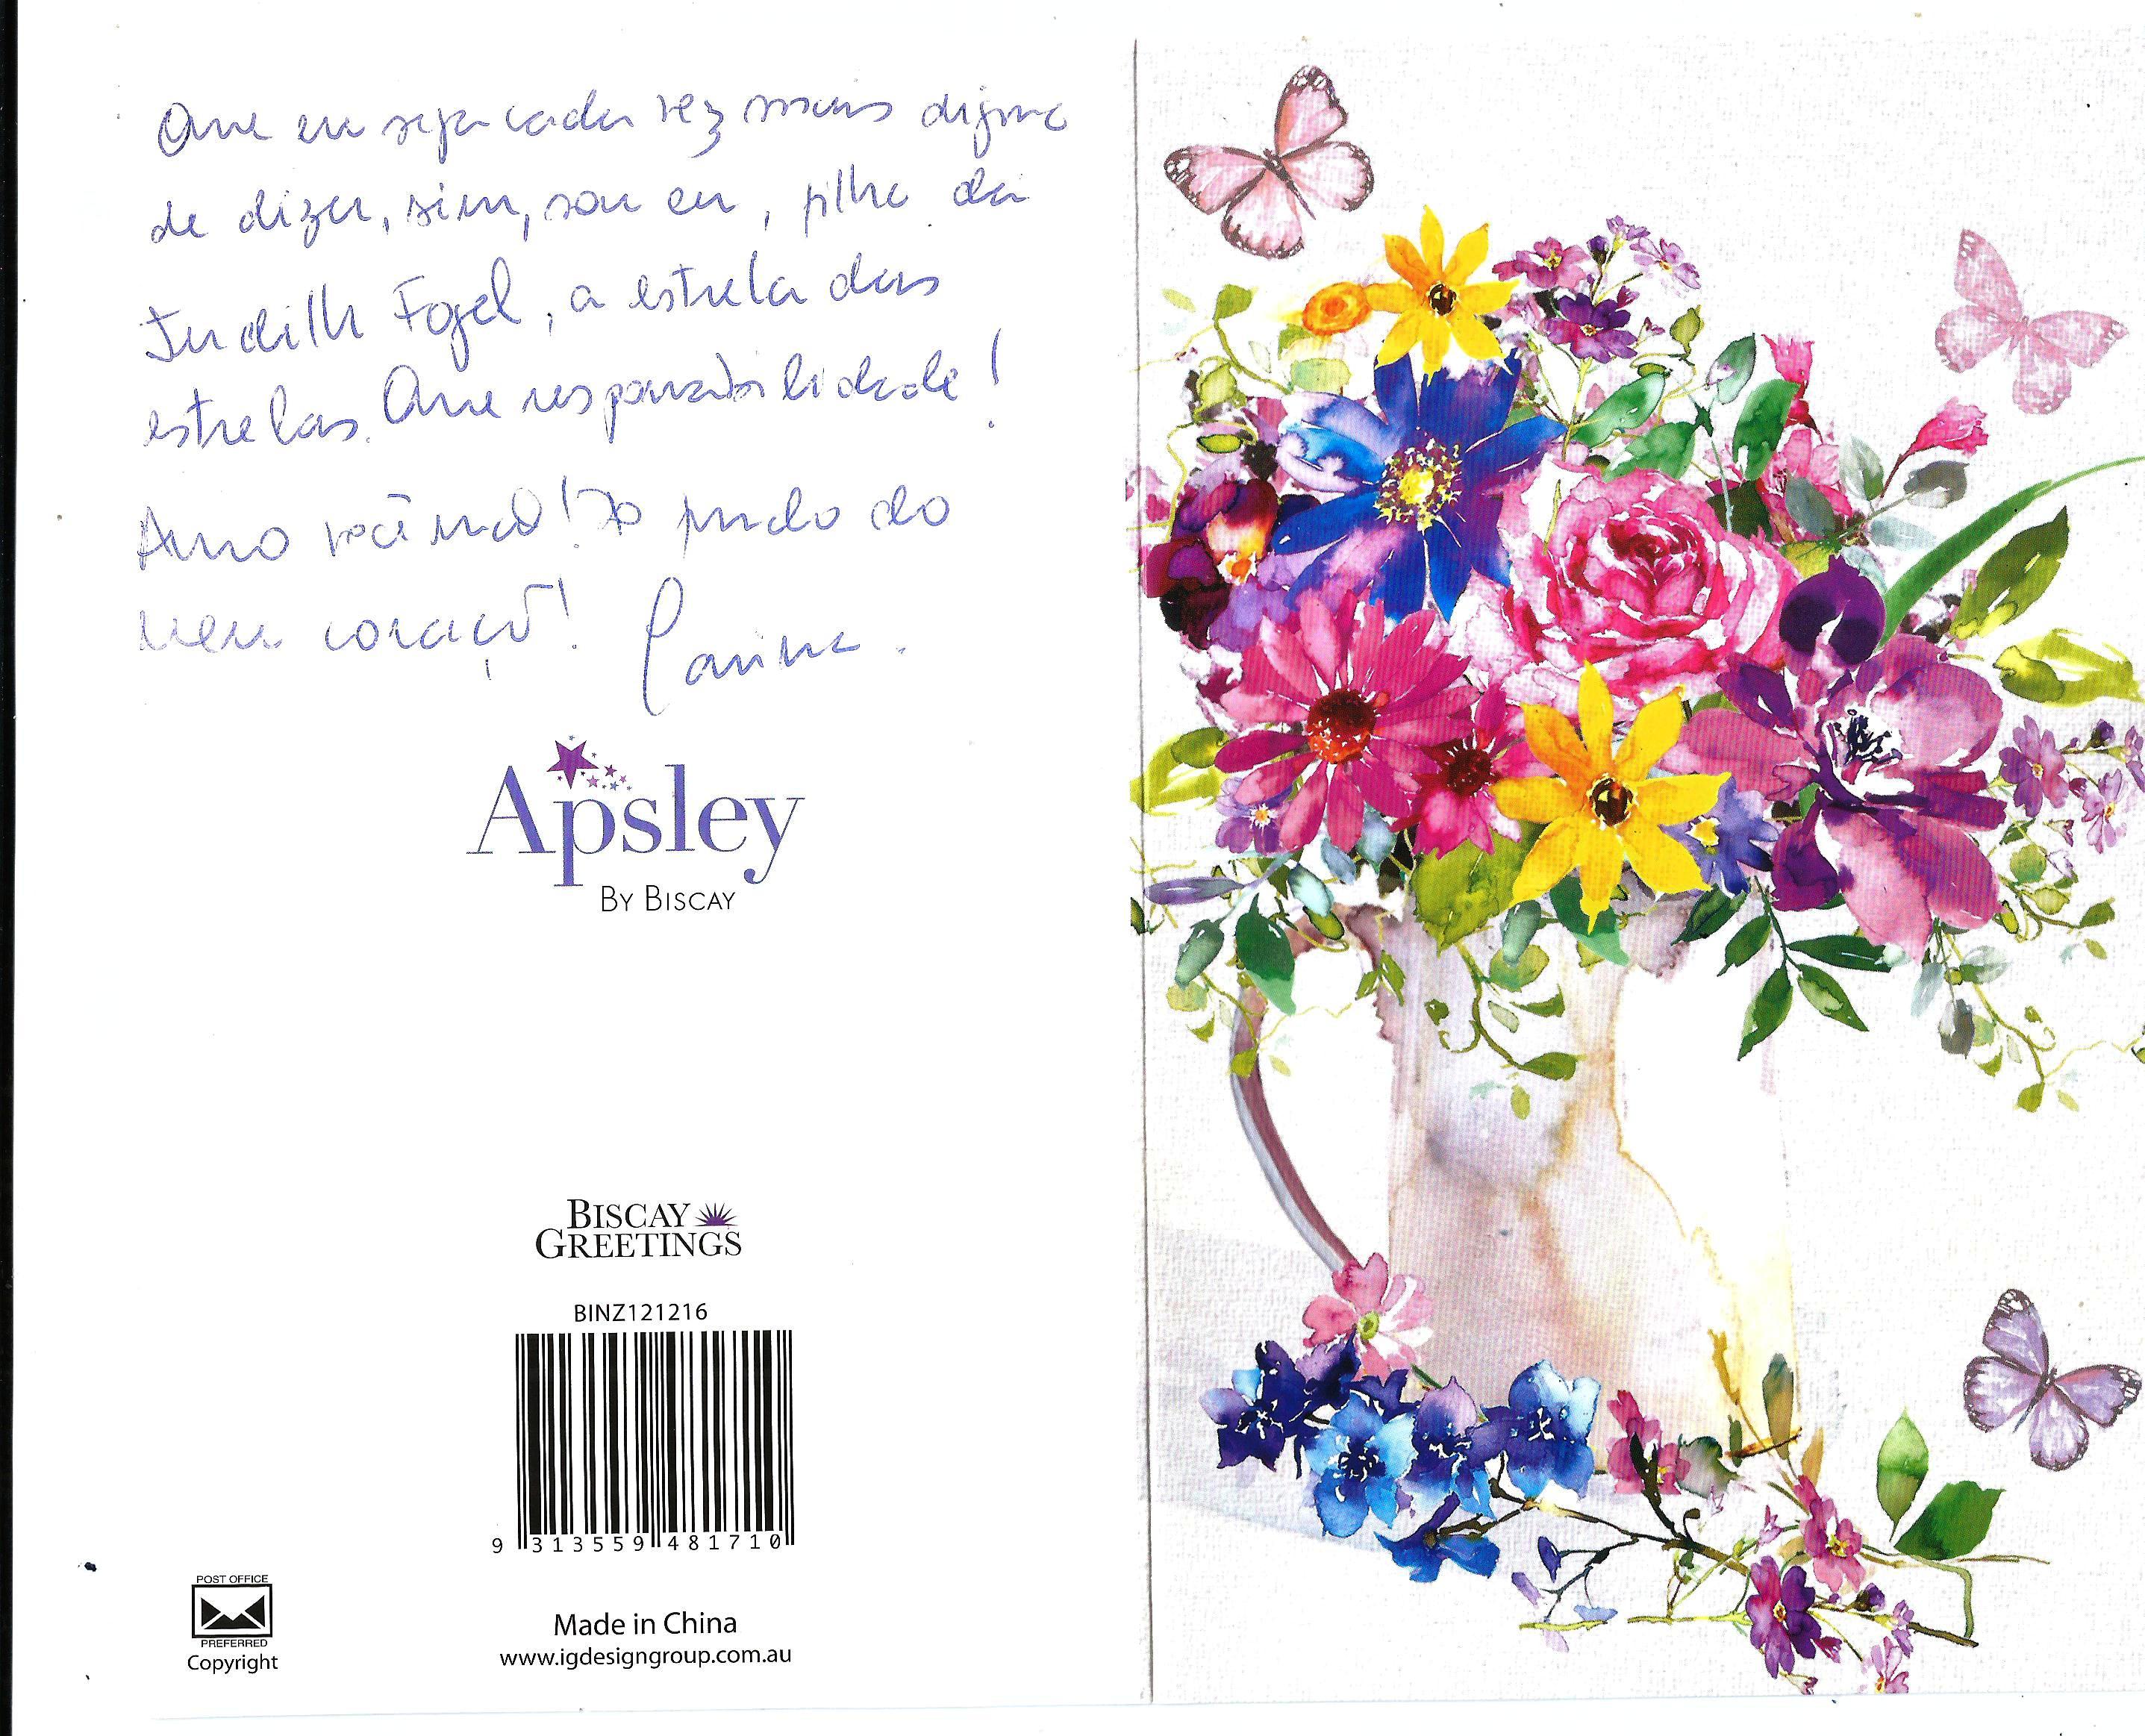 Que eu seja cada vez mais digna
de dizer, sim, sou eu, filha da
Judith Fogel, a estrela das
estrelas. Que responsabilidade!
Amo você mãe! Do fundo do
meu coração! Carina.
Apsley
BY BISCAY
BISCAY
GREETINGS
BINZ121216
9 313559 481710
POST OFFICE
PREFERRED
Copyright
Made in China
www.igdesigngroup.com.au